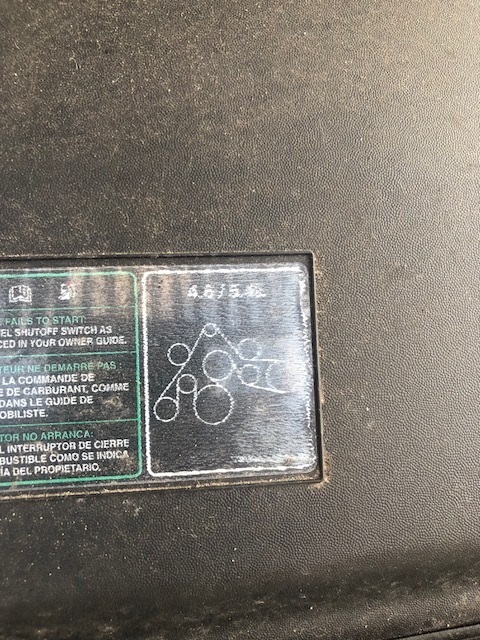 FAILS TO START:
EL SHUTOFF SWITCH AS
CED IN YOUR OWNER GUIDE.
TEUR NE DEMARRE PAS
LA COMMANDE DE
E DE CARBURANT, COMME
DANS LE GUIDE DE
OBILISTE.
TOR NO ARRANCA:
L INTERRUPTOR DE CIERRE
MBUSTIBLE COMO SE INDICA
ÍA DEL PROPIETARIO.
4.6/5.4L